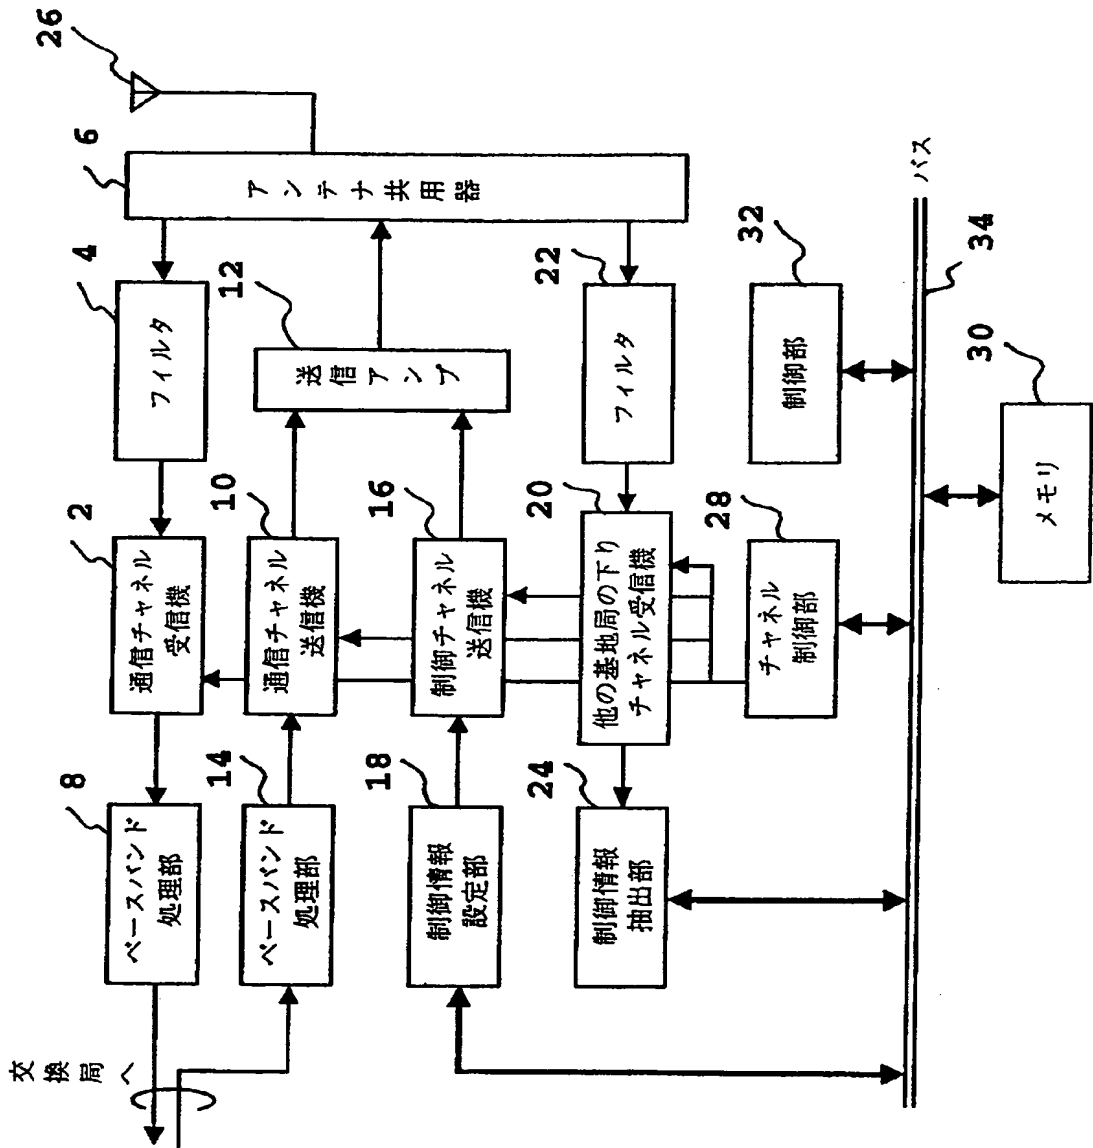 交換局へ
8
ベースバンド
処理部
2
通信チャネル
受信機
4
フィルタ
6
アンテナ共用器
26
14
ベースバンド
処理部
10
通信チャネル
送信機
12
送信アンプ
18
制御情報
設定部
16
制御チャネル
送信機
24
制御情報
抽出部
20
他の基地局の下り
チャネル受信機
22
フィルタ
28
チャネル
制御部
32
制御部
バス
34
30
メモリ